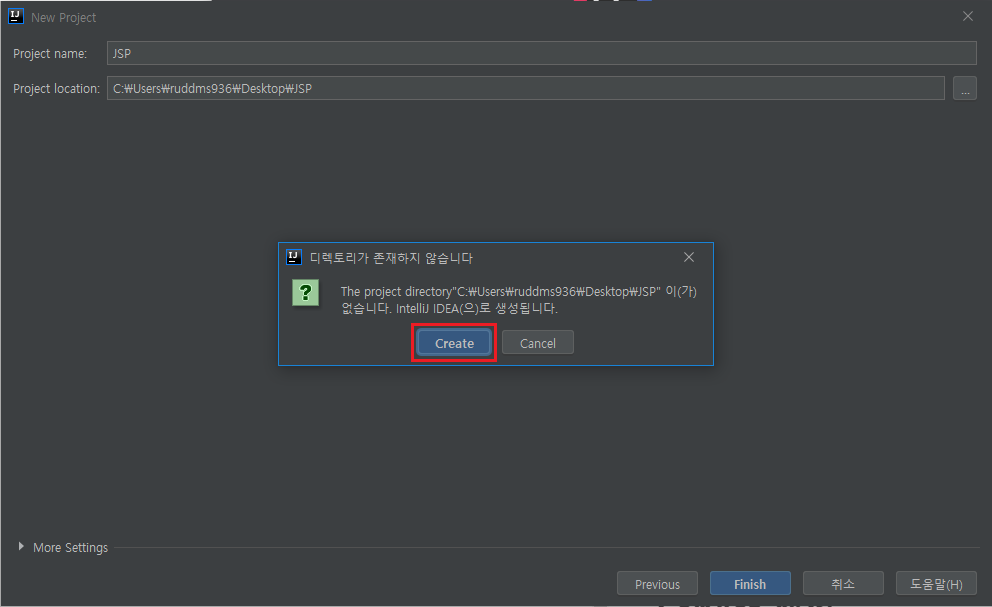 New Project
Project name: JSP
Project location: C:₩Users₩ruddms936₩Desktop₩JSP ...
디렉토리가 존재하지 않습니다
The project directory"C:₩Users₩ruddms936₩Desktop₩JSP" 이(가)
없습니다. IntelliJ IDEA(으)로 생성됩니다.
Create Cancel
More Settings
Previous Finish 취소 도움말(H)